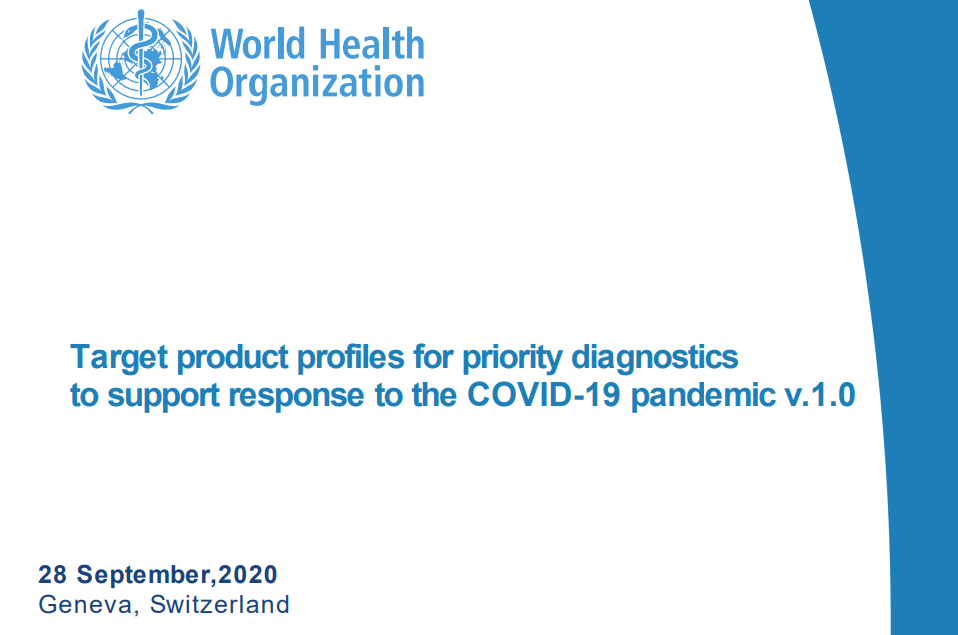 World Health
Organization
Target product profiles for priority diagnostics
to support response to the COVID-19 pandemic v.1.0
28 September,2020
Geneva, Switzerland